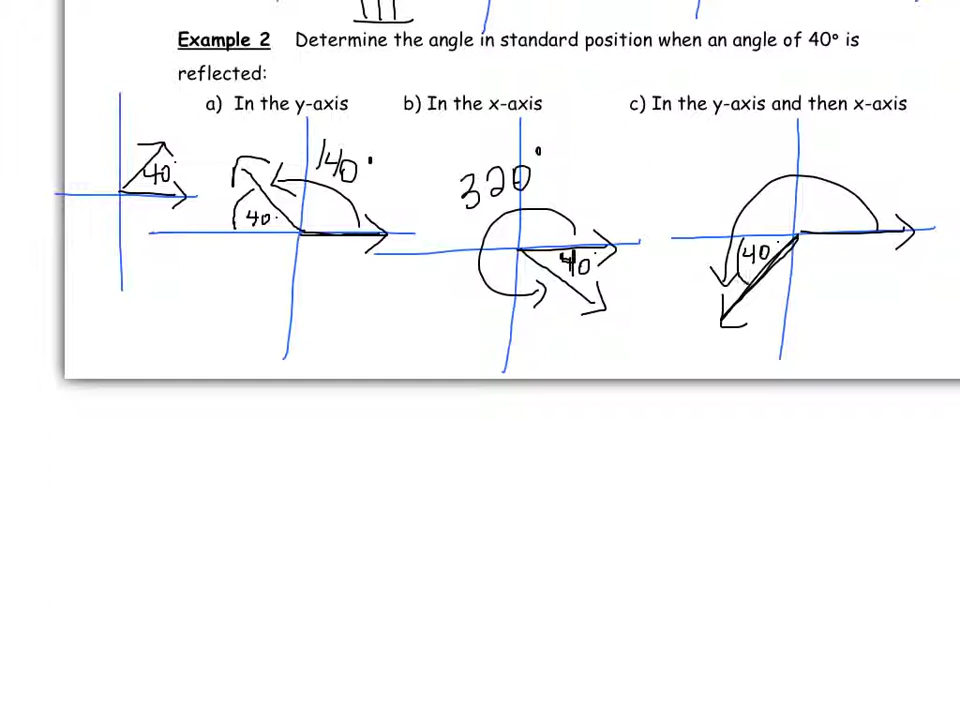 III
Example 2 Determine the angle in standard position when an angle of 40° is
reflected:
a) In the y-axis b) In the x-axis c) In the y-axis and then x-axis
40°
140°
40°
320°
40°
40°